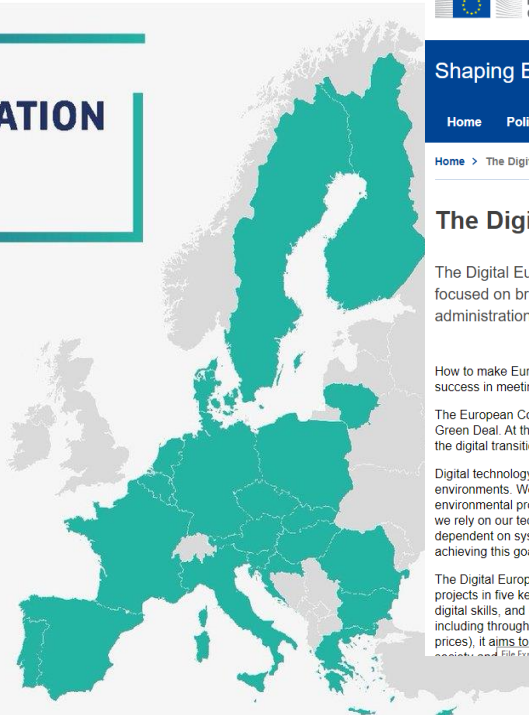 ATION
Shaping E
Home Poli
Home > The Digi
The Digi
The Digital Eu
focused on br
administration
How to make Eur
success in meetin
The European Co
Green Deal. At th
the digital transiti
Digital technology
environments. We
environmental pro
we rely on our tec
dependent on sys
achieving this goa
The Digital Europ
projects in five ke
digital skills, and
including through
prices), it aims to